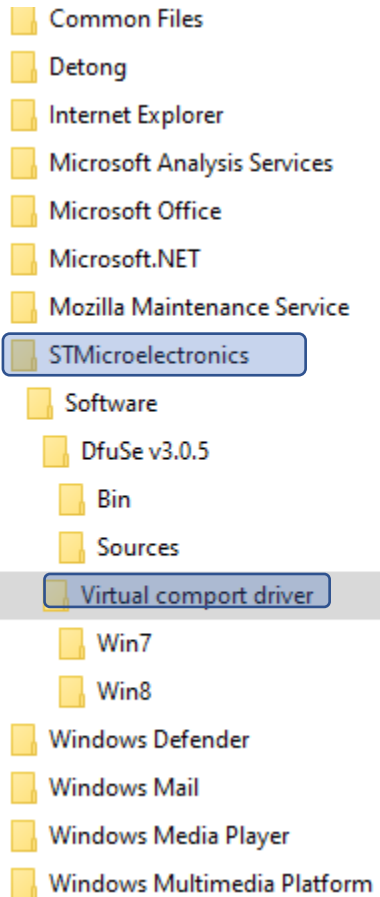 Common Files
Detong
Internet Explorer
Microsoft Analysis Services
Microsoft Office
Microsoft.NET
Mozilla Maintenance Service
STMicroelectronics
Software
DfuSe v3.0.5
Bin
Sources
Virtual comport driver
Win7
Win8
Windows Defender
Windows Mail
Windows Media Player
Windows Multimedia Platform